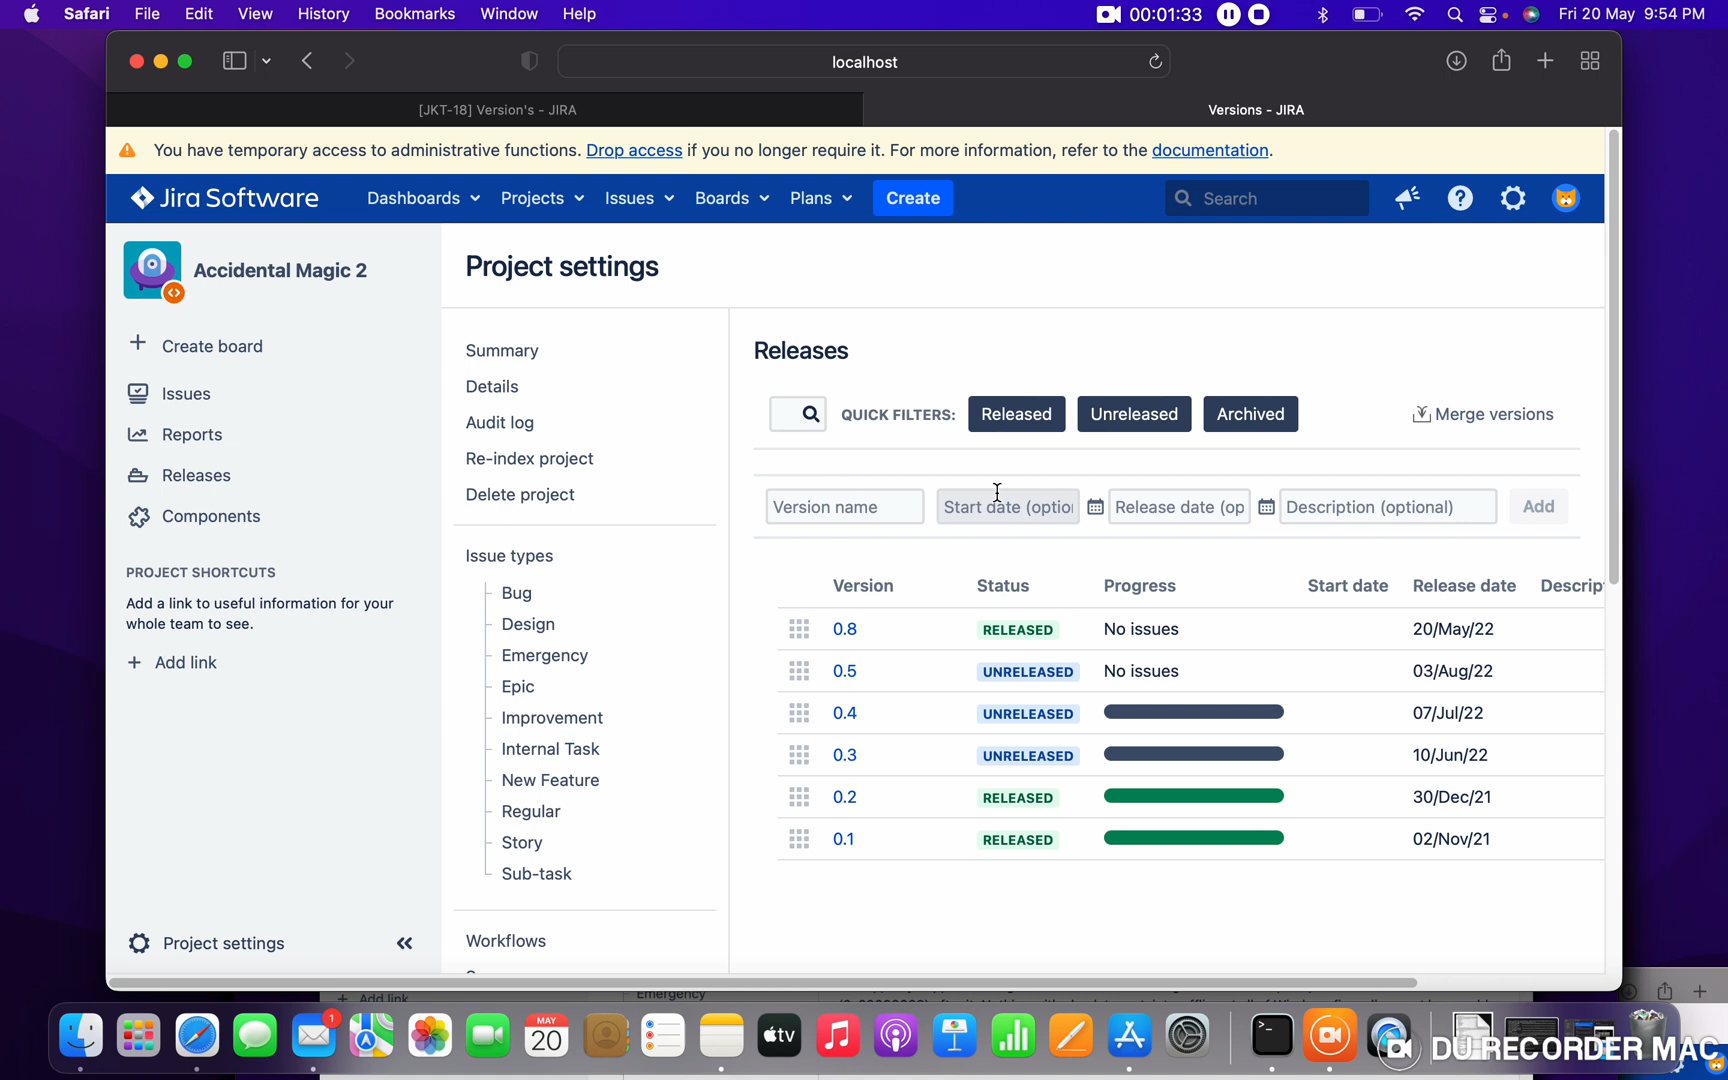 Safari File Edit View History Bookmarks Window Help 00:01:33 Fri 20 May 9:54 PM
localhost
[JKT-18] Version's - JIRA Versions - JIRA
You have temporary access to administrative functions. Drop access if you no longer require it. For more information, refer to the documentation.
Jira Software Dashboards Projects Issues Boards Plans Create Search
Accidental Magic 2
Create board
Issues
Reports
Releases
Components
PROJECT SHORTCUTS
Add a link to useful information for your
whole team to see.
Add link
Project settings
Project settings
Summary
Details
Audit log
Re-index project
Delete project
Issue types
Bug
Design
Emergency
Epic
Improvement
Internal Task
New Feature
Regular
Story
Sub-task
Workflows
Releases
QUICK FILTERS: Released Unreleased Archived Merge versions
Version name Start date (optio Release date (op Description (optional) Add
Version Status Progress Start date Release date Descrip
0.8 RELEASED No issues 20/May/22
0.5 UNRELEASED No issues 03/Aug/22
0.4 UNRELEASED 07/Jul/22
0.3 UNRELEASED 10/Jun/22
0.2 RELEASED 30/Dec/21
0.1 RELEASED 02/Nov/21
Add link Emergency
1
MAY
20
tv
DU RECORDER MAC